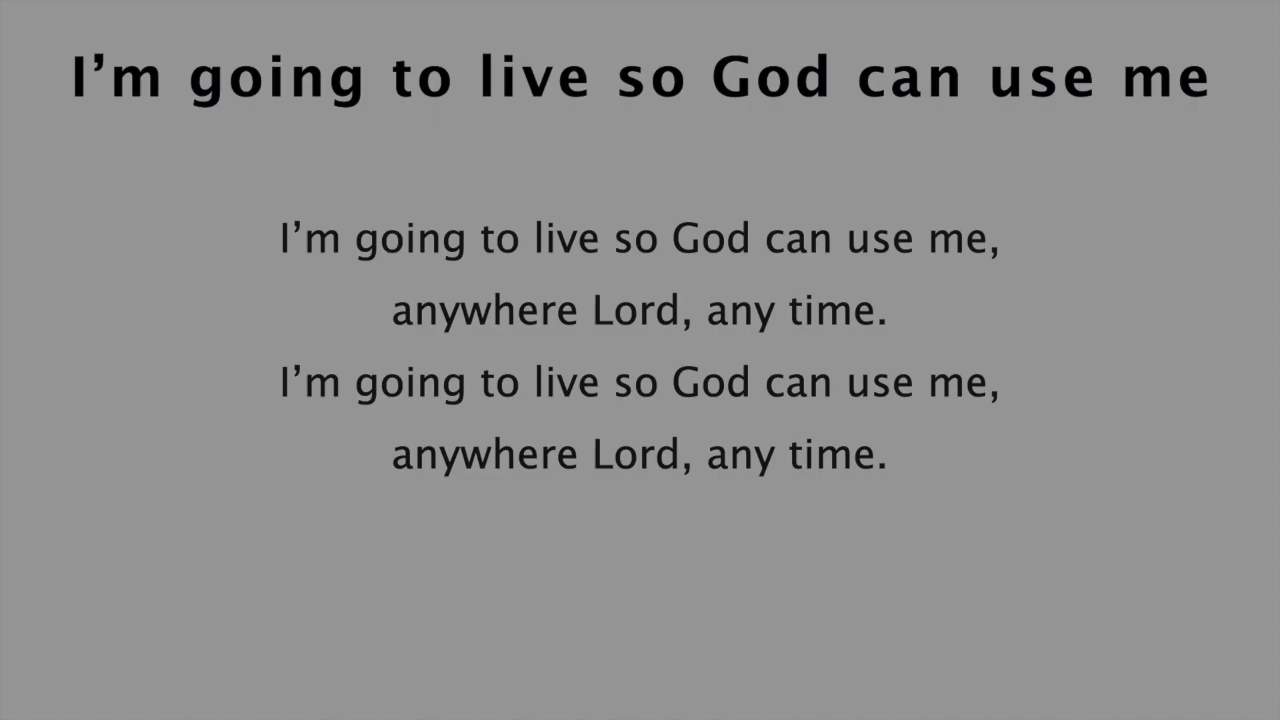 I’m going to live so God can use me
I’m going to live so God can use me,
anywhere Lord, any time.
I’m going to live so God can use me,
anywhere Lord, any time.